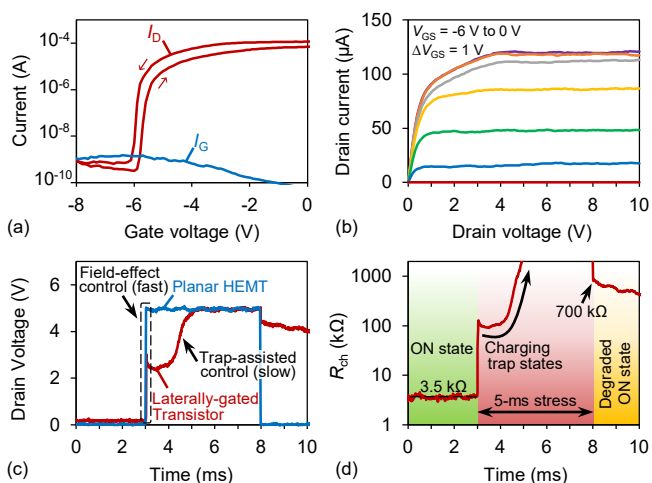 10⁻⁴
10⁻⁶
10⁻⁸
10⁻¹⁰
Current (A)
I_D
I_G
-8 -6 -4 -2 0
(a) Gate voltage (V)
150
100
50
0
Drain current (µA)
V_GS = -6 V to 0 V
ΔV_GS = 1 V
0 2 4 6 8 10
(b) Drain voltage (V)
6
4
2
0
Drain Voltage (V)
Field-effect
control (fast)
Planar HEMT
Trap-assisted
control (slow)
Laterally-gated
Transistor
0 2 4 6 8 10
(c) Time (ms)
1000
100
10
1
R_ch (kΩ)
700 kΩ
ON state
Charging
trap states
3.5 kΩ
5-ms stress
Degraded
ON state
0 2 4 6 8 10
(d) Time (ms)